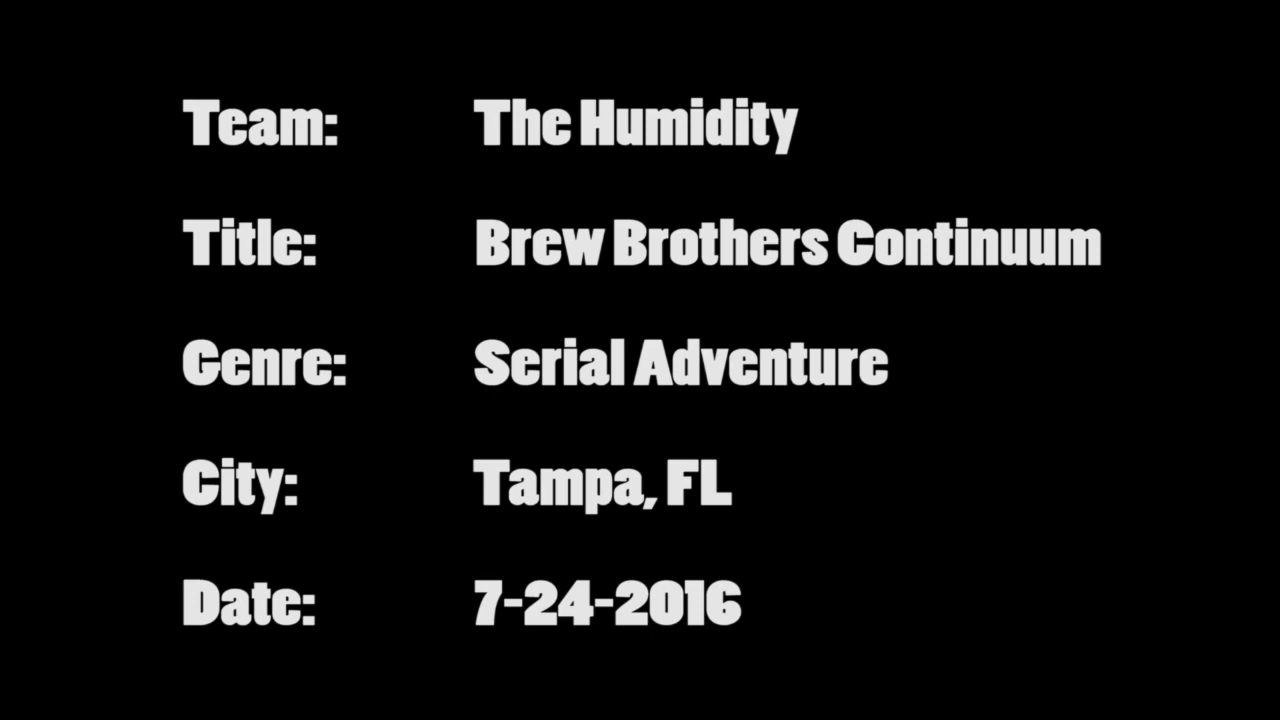 Team: The Humidity
Title: Brew Brothers Continuum
Genre: Serial Adventure
City: Tampa, FL
Date: 7-24-2016